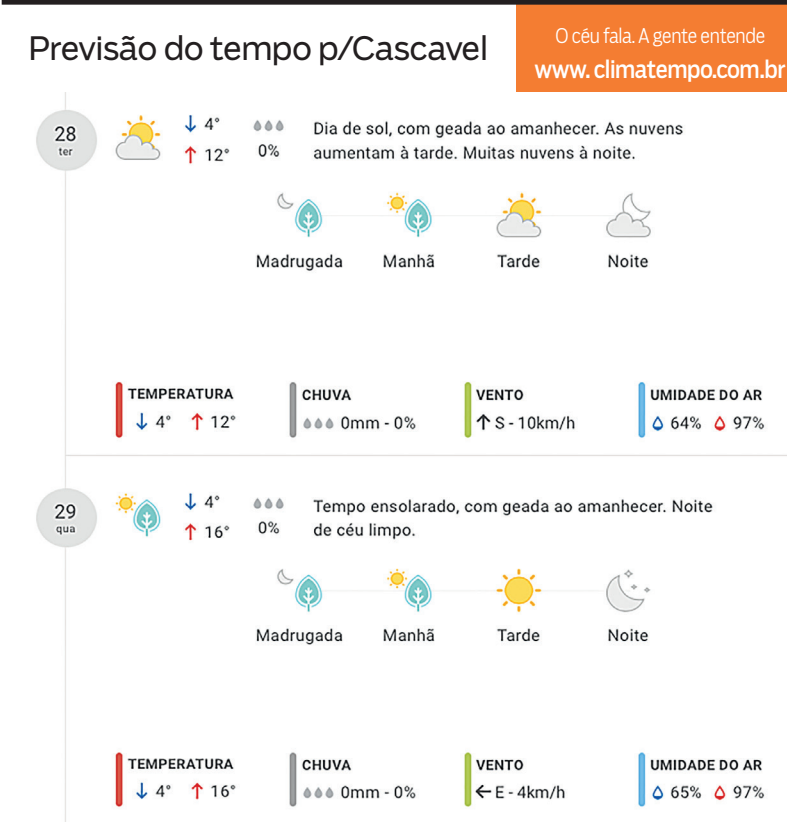 Previsão do tempo p/Cascavel
O céu fala. A gente entende
www. climatempo.com.br
28
ter
↓ 4°
↑ 12°
0%
Dia de sol, com geada ao amanhecer. As nuvens
aumentam à tarde. Muitas nuvens à noite.
Madrugada Manhã Tarde Noite
TEMPERATURA CHUVA VENTO UMIDADE DO AR
↓ 4° ↑ 12° 0mm - 0% ↑ S - 10km/h 64% 97%
29
qua
↓ 4°
↑ 16°
0%
Tempo ensolarado, com geada ao amanhecer. Noite
de céu limpo.
Madrugada Manhã Tarde Noite
TEMPERATURA CHUVA VENTO UMIDADE DO AR
↓ 4° ↑ 16° 0mm - 0% ← E - 4km/h 65% 97%